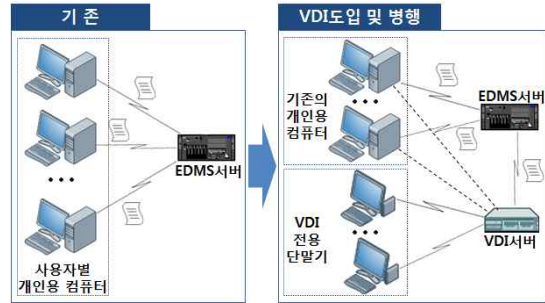 기 존
VDI도입 및 병행
EDMS서버
사용자별
개인용 컴퓨터
기존의
개인용
컴퓨터
EDMS서버
VDI
전용
단말기
VDI서버